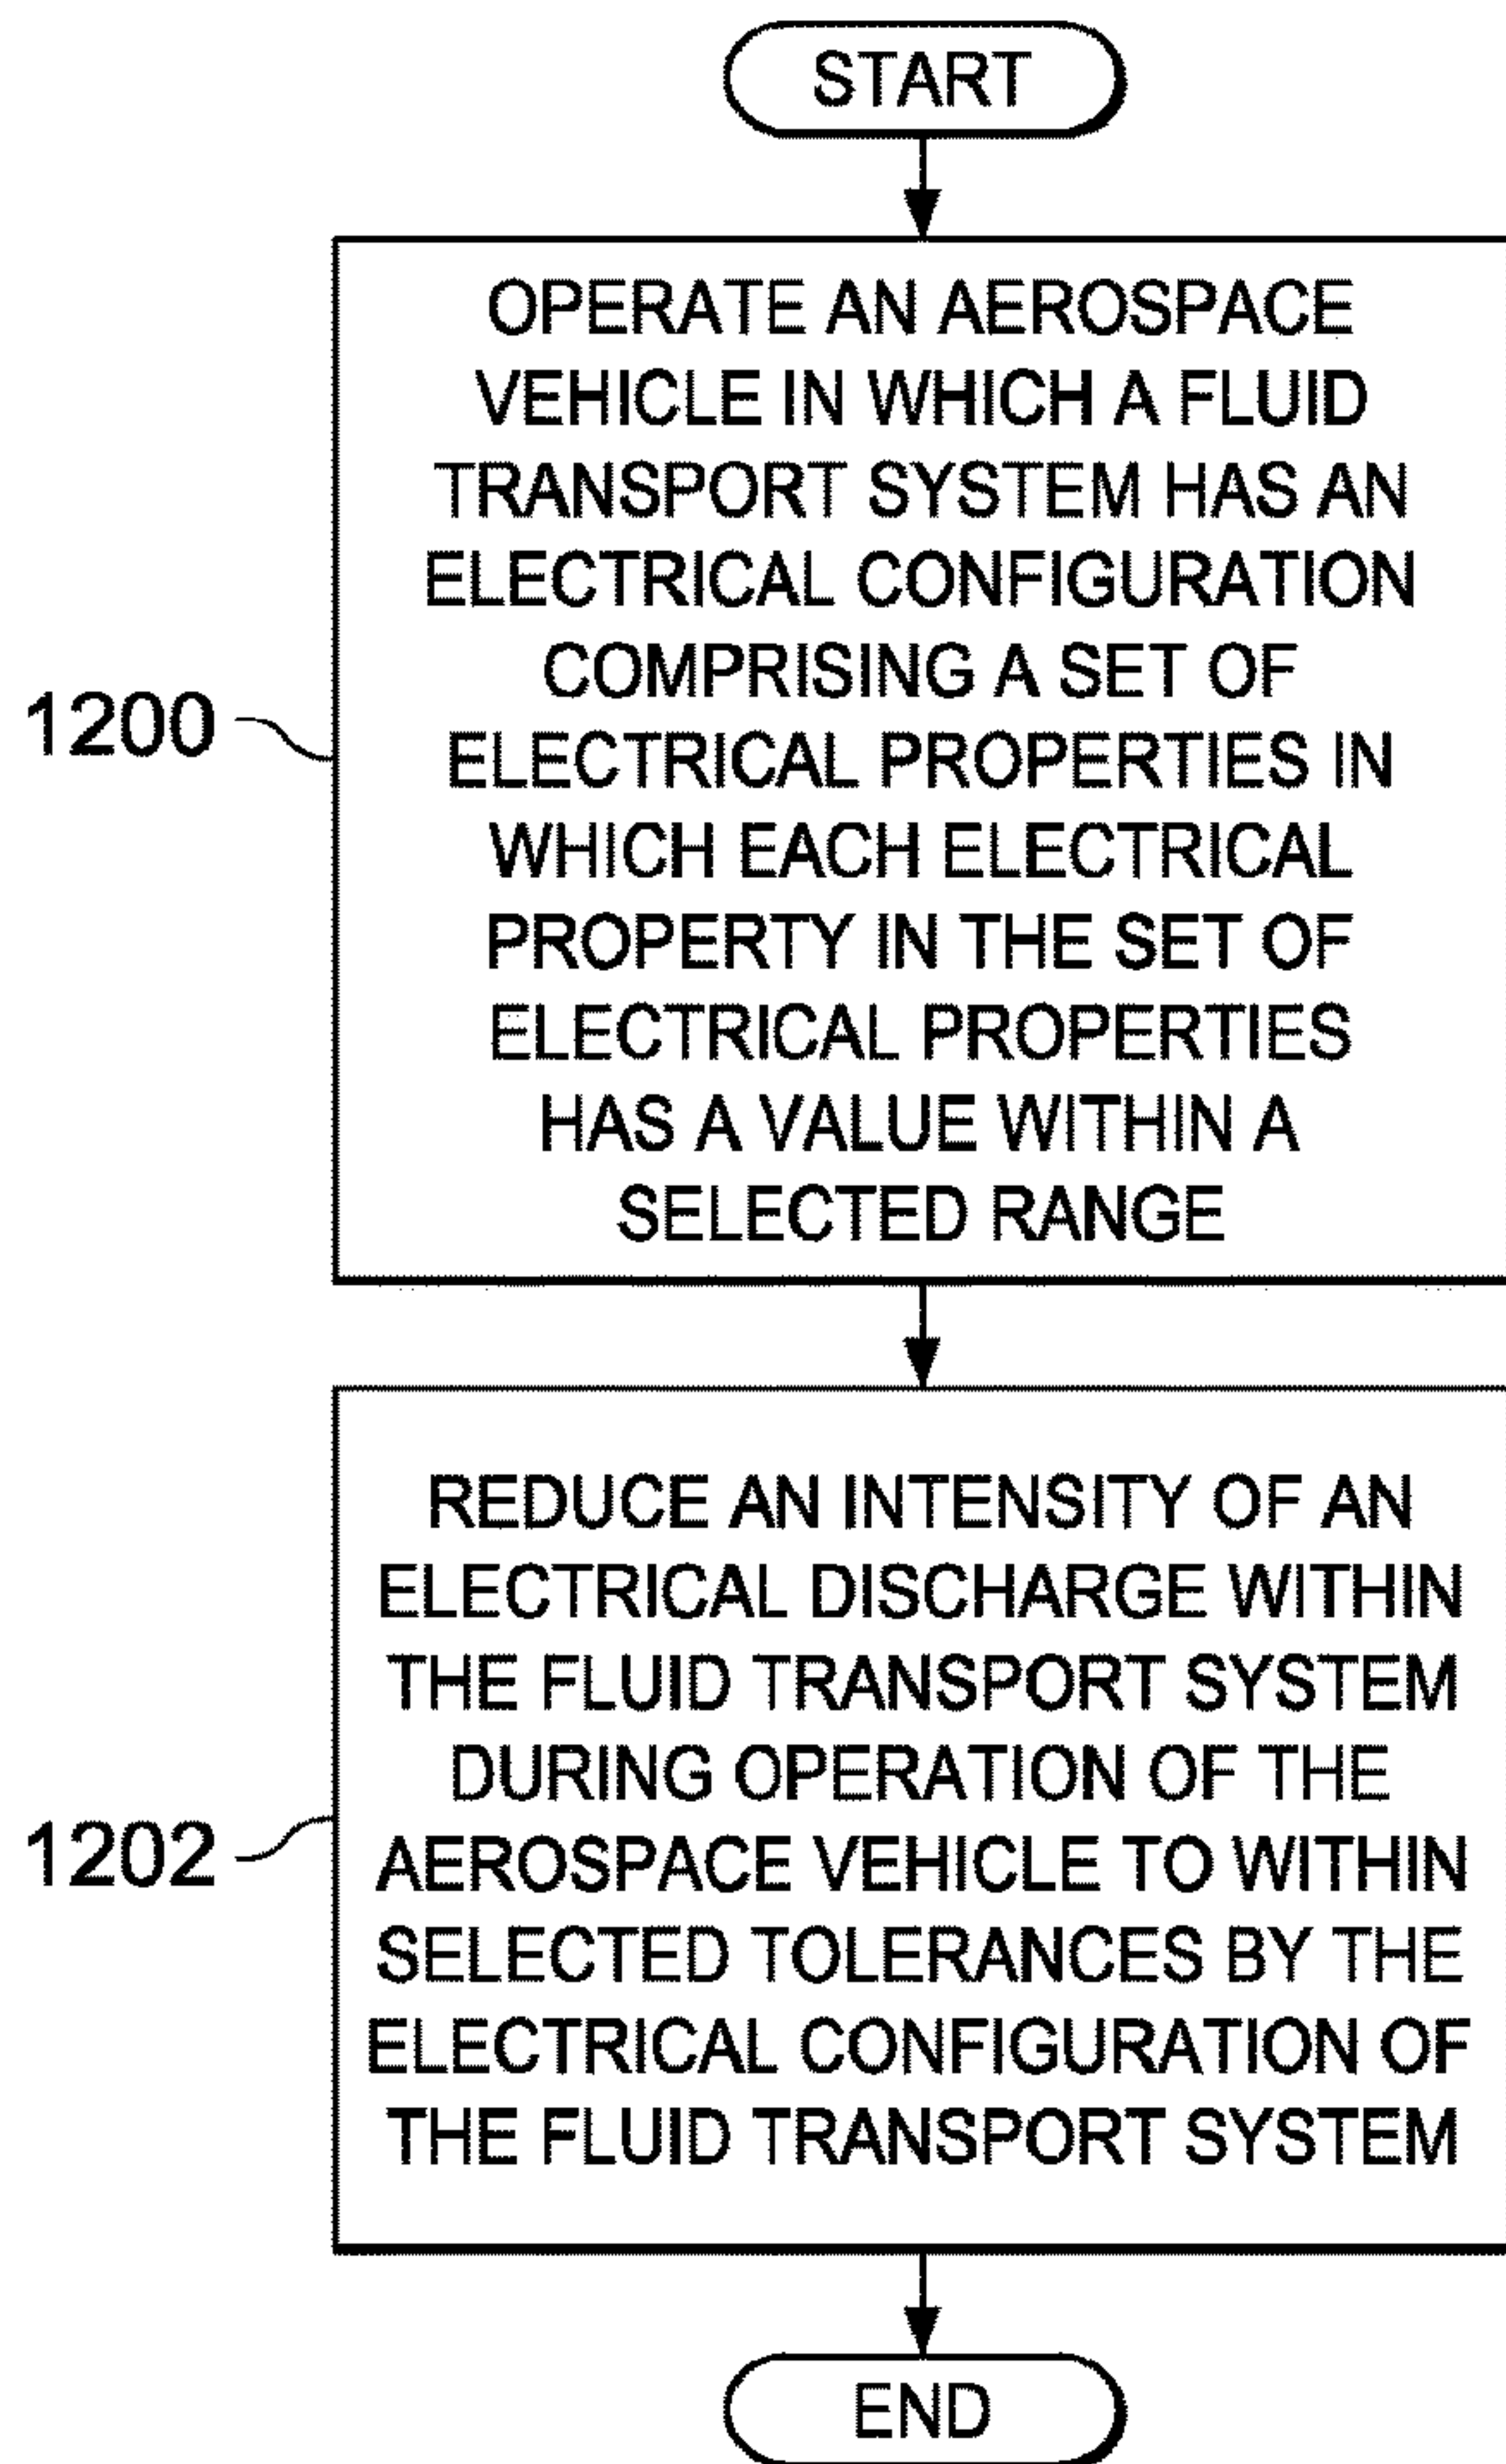 START
OPERATE AN AEROSPACE
VEHICLE IN WHICH A FLUID
TRANSPORT SYSTEM HAS AN
ELECTRICAL CONFIGURATION
COMPRISING A SET OF
ELECTRICAL PROPERTIES IN
WHICH EACH ELECTRICAL
PROPERTY IN THE SET OF
ELECTRICAL PROPERTIES
HAS A VALUE WITHIN A
SELECTED RANGE
1200
REDUCE AN INTENSITY OF AN
ELECTRICAL DISCHARGE WITHIN
THE FLUID TRANSPORT SYSTEM
DURING OPERATION OF THE
AEROSPACE VEHICLE TO WITHIN
SELECTED TOLERANCES BY THE
ELECTRICAL CONFIGURATION OF
THE FLUID TRANSPORT SYSTEM
1202
END